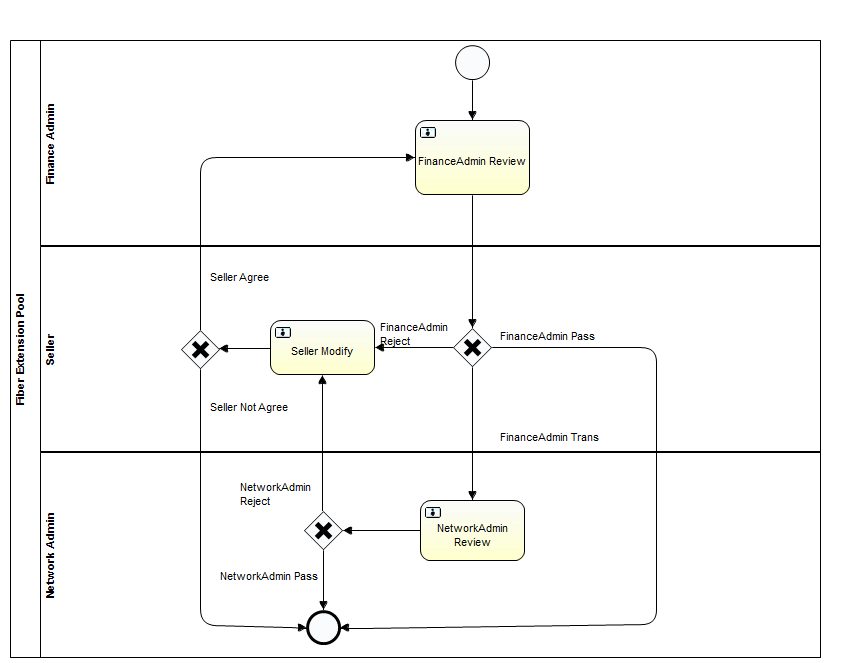 Fiber Extension Pool
Finance Admin
FinanceAdmin Review
Seller
Seller Agree
FinanceAdmin
Reject
FinanceAdmin Pass
Seller Modify
Seller Not Agree
FinanceAdmin Trans
Network Admin
NetworkAdmin
Reject
NetworkAdmin
Review
NetworkAdmin Pass